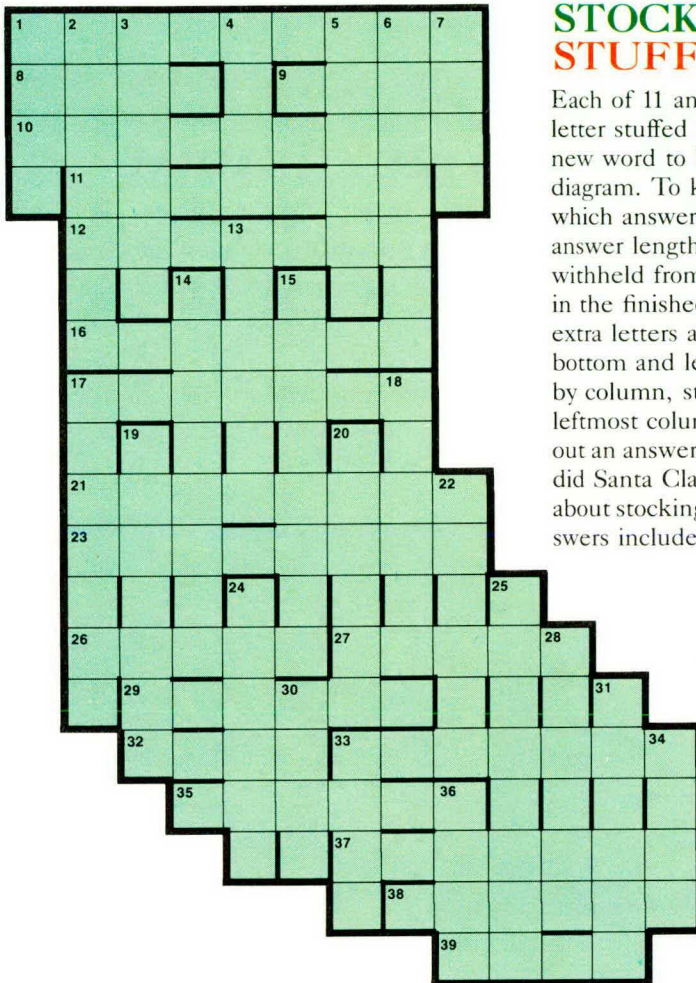 STOCK
STUFF
Each of 11 an
letter stuffed
new word to
diagram. To k
which answer
answer length
withheld from
in the finished
extra letters a
bottom and le
by column, st
leftmost colum
out an answer
did Santa Cla
about stocking
swers include
1 2 3 4 5 6 7
8 9
10
11
12 13
14 15
16
17 18
19 20
21 22
23
24 25
26 27 28
29 30 31
32 33 34
35 36
37
38
39